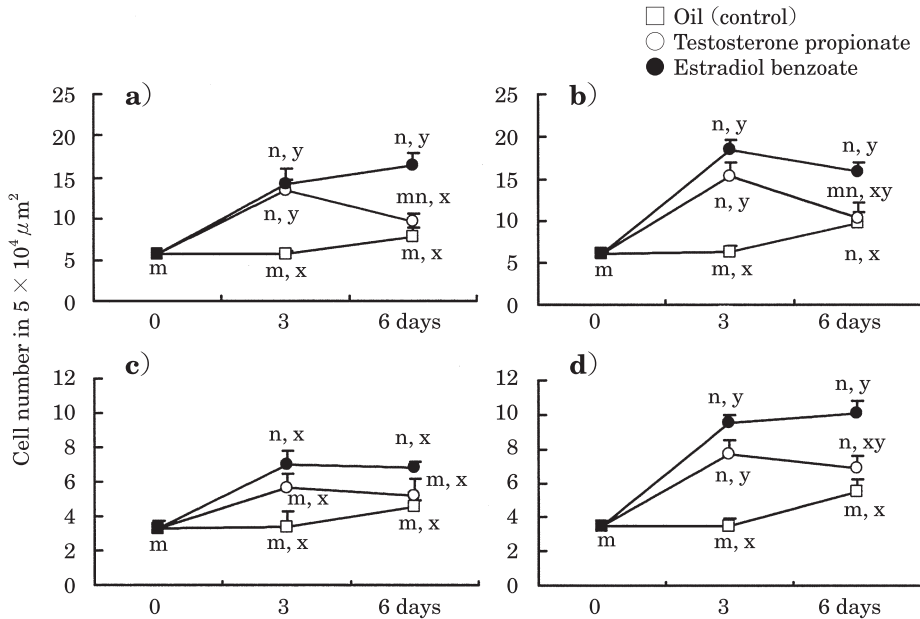 Oil (control)
Testosterone propionate
Estradiol benzoate
Cell number in 5 × 10⁴ μm²
a)
25
20
15
10
5
0
n, y
n, y
n, y
mn, x
m
m, x
m, x
0
3
6 days
b)
25
20
15
10
5
0
n, y
n, y
n, y
mn, xy
m
m, x
n, x
0
3
6 days
c)
12
10
8
6
4
2
0
n, x
n, x
m, x
m, x
m
m, x
m, x
0
3
6 days
d)
12
10
8
6
4
2
0
n, y
n, y
n, y
n, xy
m
m, x
m, x
0
3
6 days